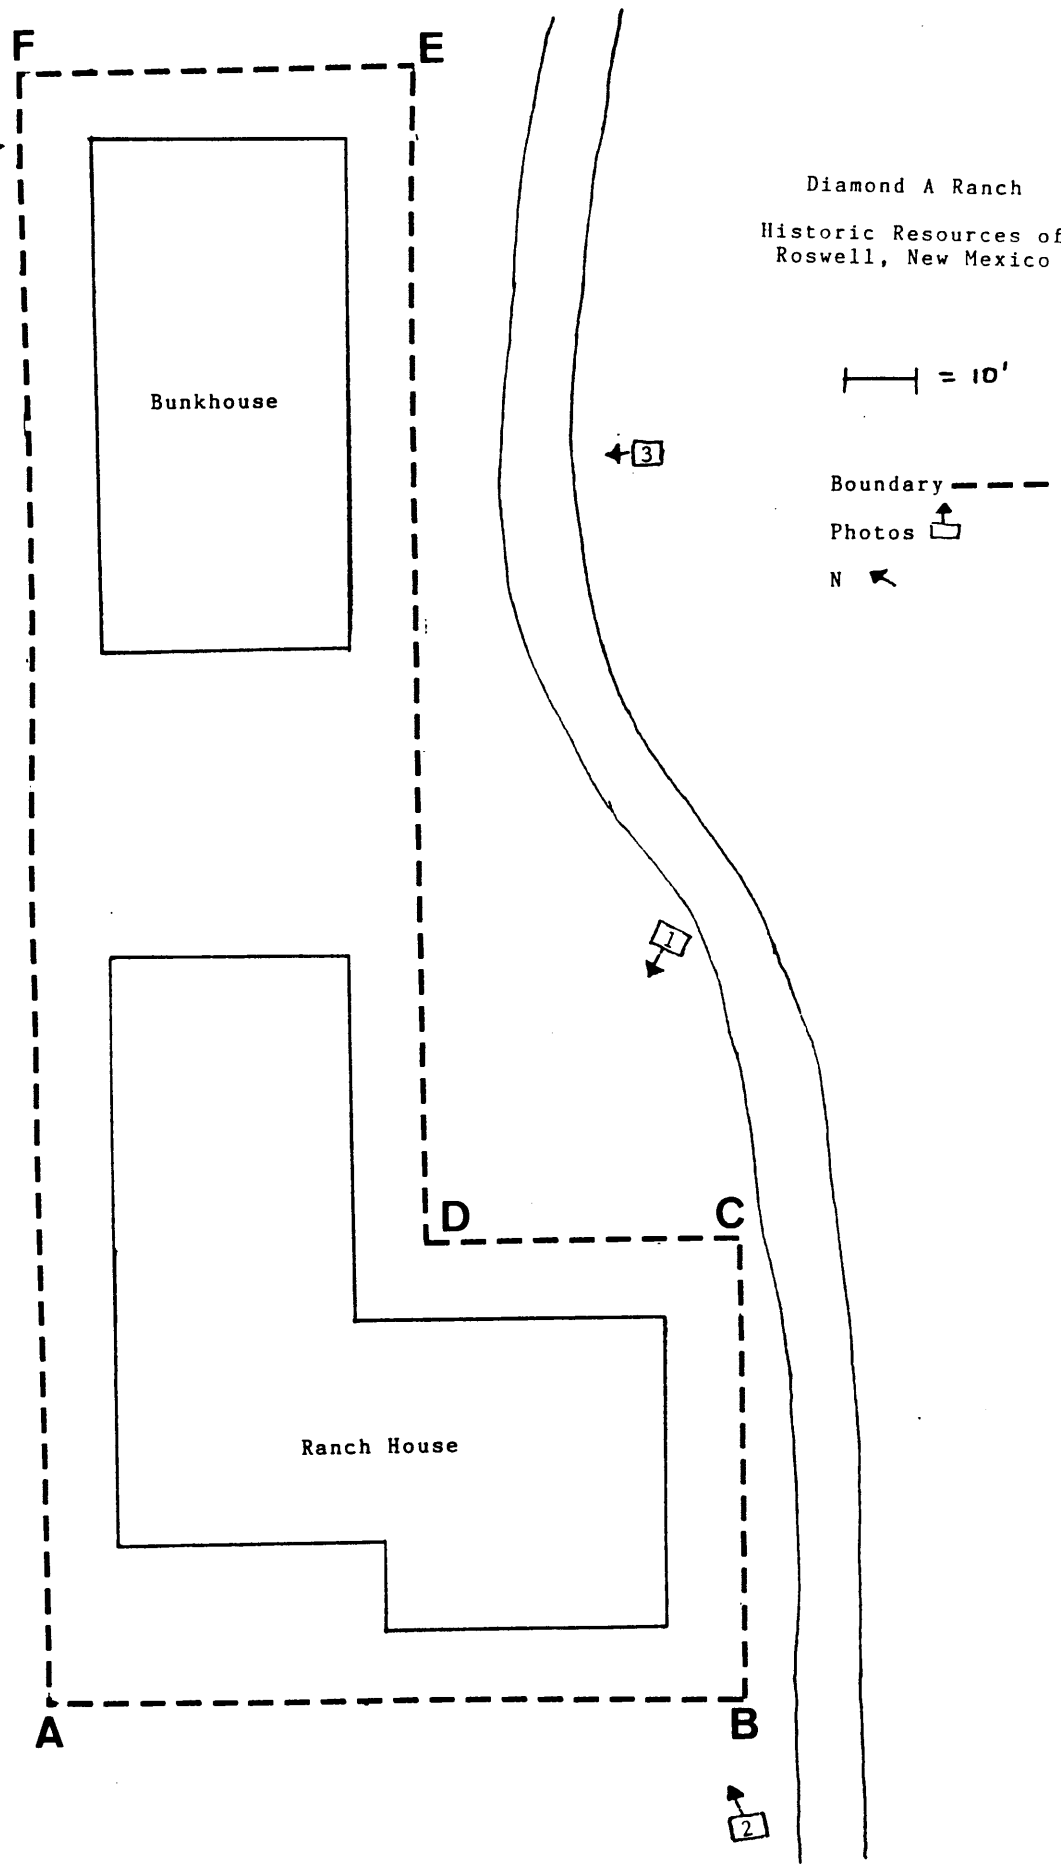 F
E
Diamond A Ranch
Historic Resources of
Roswell, New Mexico
= 10'
Bunkhouse
3
Boundary
Photos
N
1
D
C
Ranch House
A
B
2